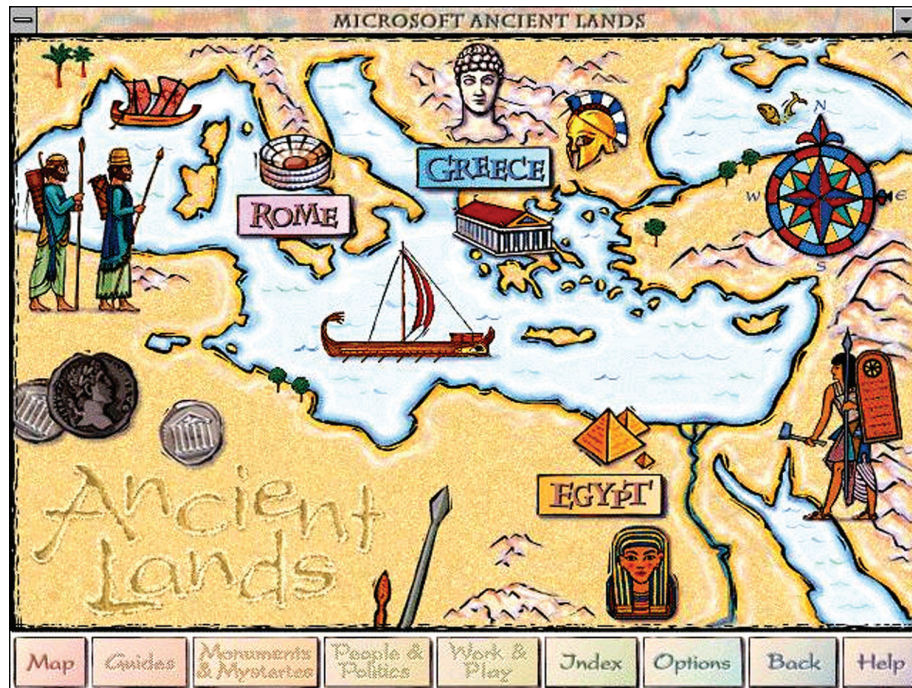 MICROSOFT ANCIENT LANDS
N
GREECE
W
E
ROME
S
EGYPT
Ancient
Lands
Map
Guides
Monuments
& Mysteries
People &
Politics
Work &
Play
Index
Options
Back
Help